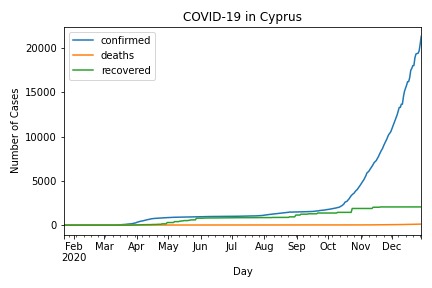 COVID-19 in Cyprus
confirmed
deaths
recovered
Number of Cases
20000
15000
10000
5000
0
Feb Mar Apr May Jun Jul Aug Sep Oct Nov Dec
2020
Day